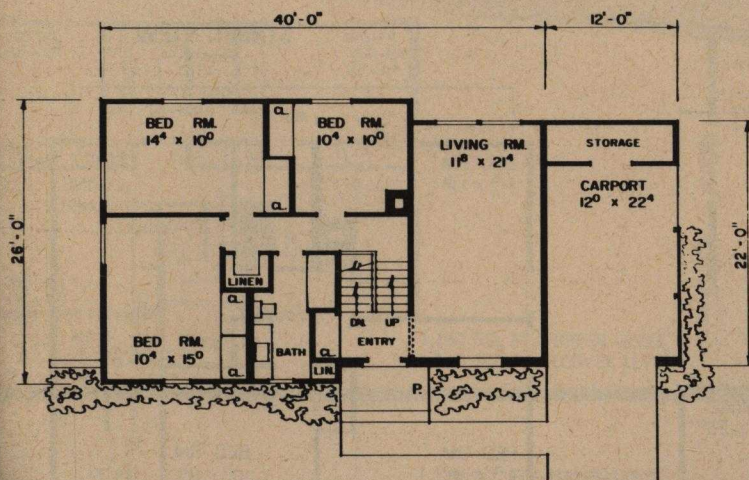 40'-0" 12'-0"
CL.
BED RM.
14⁴ x 10⁰
BED RM.
10⁴ x 10⁰
LIVING RM.
11⁸ x 21⁴
STORAGE
CARPORT
12⁰ x 22⁴
CL.
26'-0"
22'-0"
LINEN
CL.
BED RM.
10⁴ x 15⁰
DN. UP
ENTRY
BATH
CL.
CL.
LIN.
P.